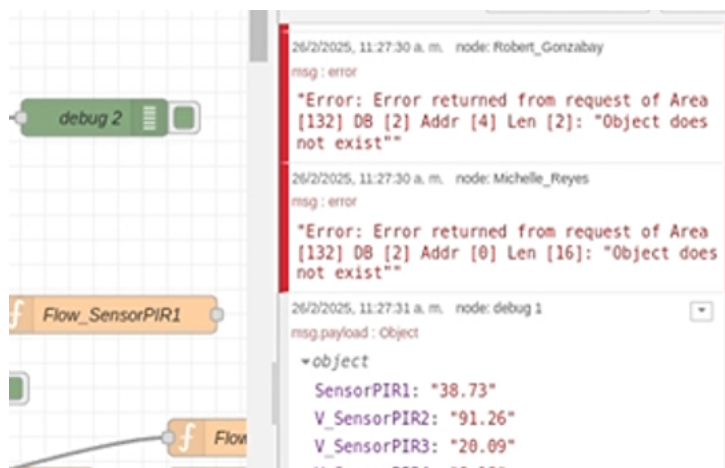 debug 2
Flow_SensorPIR1
Flow
26/2/2025, 11:27:30 a. m. node: Robert_Gonzabay
msg : error
"Error: Error returned from request of Area
[132] DB [2] Addr [4] Len [2]: "Object does
not exist""
26/2/2025, 11:27:30 a. m. node: Michelle_Reyes
msg : error
"Error: Error returned from request of Area
[132] DB [2] Addr [0] Len [16]: "Object does
not exist""
26/2/2025, 11:27:31 a. m. node: debug 1
msg.payload : Object
object
SensorPIR1: "38.73"
V_SensorPIR2: "91.26"
V_SensorPIR3: "20.09"